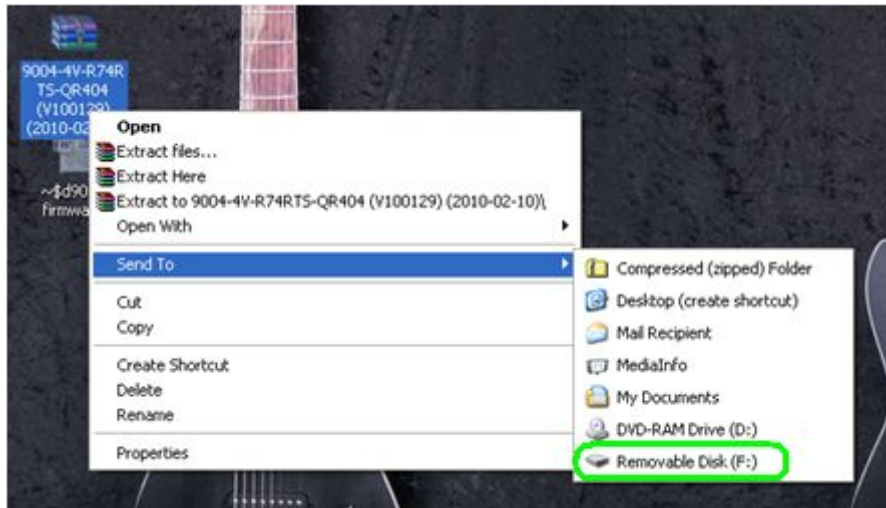 9004-4V-R74R
TS-QR404
(V100129)
(2010-02
~$d90
firmwa
Open
Extract files...
Extract Here
Extract to 9004-4V-R74RTS-QR404 (V100129) (2010-02-10)\
Open With
Send To
Cut
Copy
Create Shortcut
Delete
Rename
Properties
Compressed (zipped) Folder
Desktop (create shortcut)
Mail Recipient
MediaInfo
My Documents
DVD-RAM Drive (D:)
Removable Disk (F:)